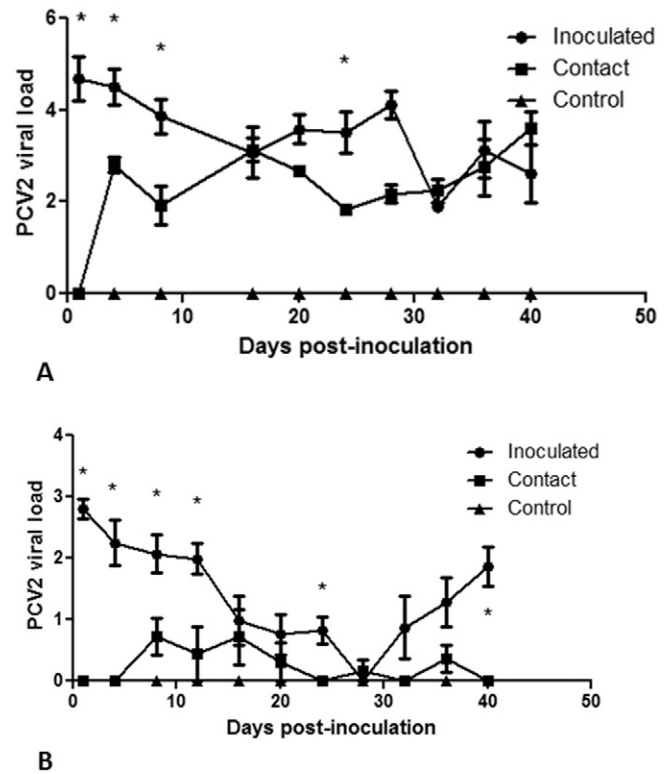 6
4
2
0
PCV2 viral load
* * * *
Inoculated
Contact
Control
0 10 20 30 40 50
Days post-inoculation
A
4
3
2
1
0
PCV2 viral load
* * * * * *
Inoculated
Contact
Control
0 10 20 30 40 50
Days post-inoculation
B